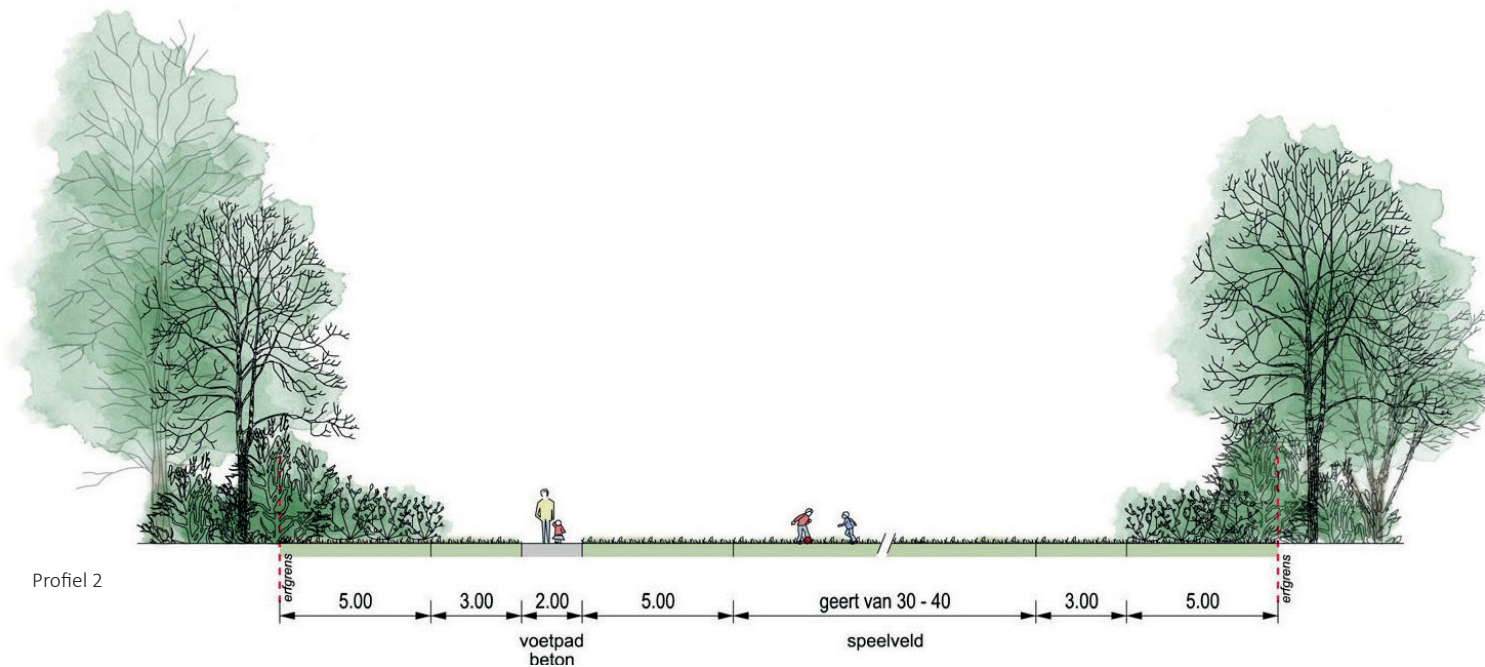 Profiel 2
erfgrens
erfgrens
5.00 3.00 2.00 5.00 geert van 30 - 40 3.00 5.00
voetpad speelveld
beton